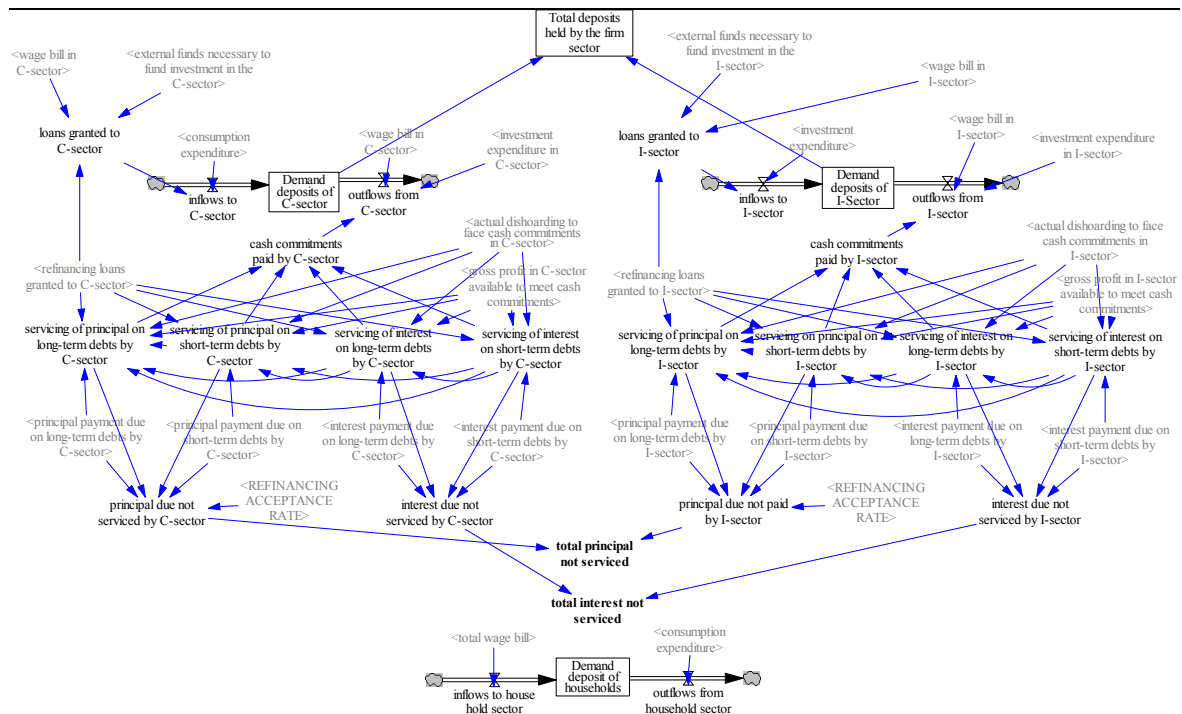 Total deposits
held by the firm
sector
<wage bill in
C-sector>
<external funds necessary to
fund investment in the
C-sector>
loans granted to
C-sector
<consumption
expenditure>
<wage bill in
C-sector>
<investment
expenditure in
C-sector>
inflows to
C-sector
Demand
deposits of
C-sector
outflows from
C-sector
cash commitments
paid by C-sector
<actual dishoarding to
face cash commitments
in C-sector>
<refinancing loans
granted to C-sector>
<gross profit in C-sector
available to meet cash
commitments>
servicing of principal on
long-term debts by
C-sector
servicing of principal on
short-term debts by
C-sector
servicing of interest
on long-term debts
by C-sector
servicing of interest
on short-term debts
by C-sector
<principal payment due
on long-term debts by
C-sector>
<principal payment due on
short-term debts by
C-sector>
<interest payment due
on long-term debts by
C-sector>
<interest payment due on
short-term debts by
C-sector>
principal due not
serviced by C-sector
<REFINANCING
ACCEPTANCE
RATE>
interest due not
serviced by C-sector
<external funds necessary to
fund investment in the
I-sector>
<wage bill in
I-sector>
loans granted to
I-sector
<investment
expenditure>
<wage bill in
I-sector>
<investment expenditure
in I-sector>
inflows to
I-sector
Demand
deposits of
I-Sector
outflows from
I-sector
cash commitments
paid by I-sector
<actual dishoarding to face
cash commitments in
I-sector>
<refinancing loans
granted to I-sector>
<gross profit in I-sector
available to meet cash
commitments>
servicing of principal on
long-term debts by
I-sector
servicing on principal on
short-term debts by
I-sector
servicing of interest on
long-term debts by
I-sector
servicing of interest on
short-term debts by
I-sector
<principal payment due
on long-term debts by
I-sector>
<principal payment due
on short-term debts by
I-sector>
<interest payment due
on long-term debts by
I-sector>
<interest payment due on
short-term debts by
I-sector>
principal due not paid
by I-sector
<REFINANCING
ACCEPTANCE
RATE>
interest due not
serviced by I-sector
total principal
not serviced
total interest not
serviced
<total wage bill>
<consumption
expenditure>
inflows to house
hold sector
Demand
deposit of
households
outflows from
household sector